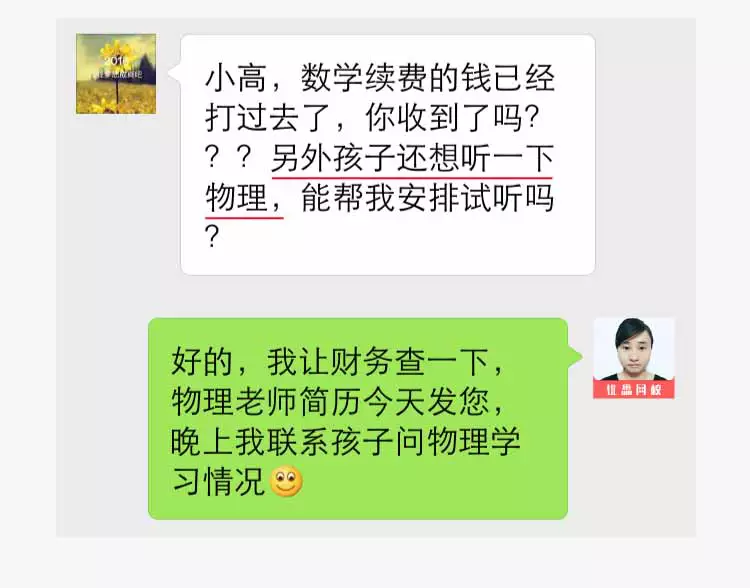 2016
小高，数学续费的钱已经
打过去了，你收到了吗？
？？另外孩子还想听一下
物理，能帮我安排试听吗
？
好的，我让财务查一下，
物理老师简历今天发您，
晚上我联系孩子问物理学
习情况
优盘网校